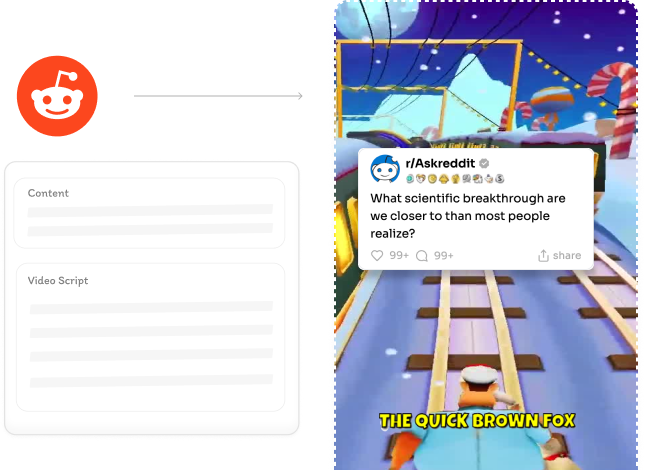 Content
Video Script
r/Askreddit
What scientific breakthrough are
we closer to than most people
realize?
99+ 99+ share
THE QUICK BROWN FOX